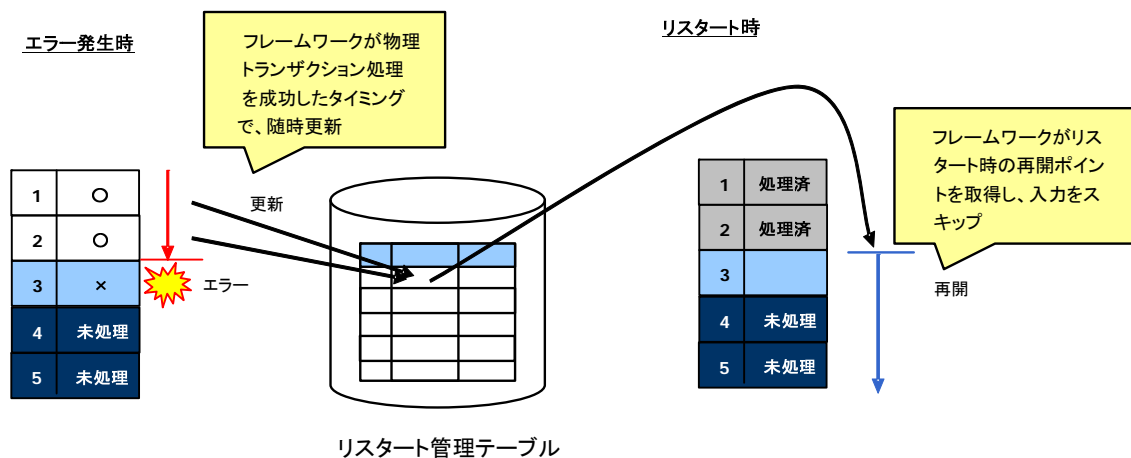 エラー発生時
フレームワークが物理
トランザクション処理
を成功したタイミング
で、随時更新
1 ○
2 ○
3 ×
4 未処理
5 未処理
更新
エラー
リスタート管理テーブル
リスタート時
フレームワークがリス
タート時の再開ポイン
トを取得し、入力をス
キップ
1 処理済
2 処理済
3
4 未処理
5 未処理
再開